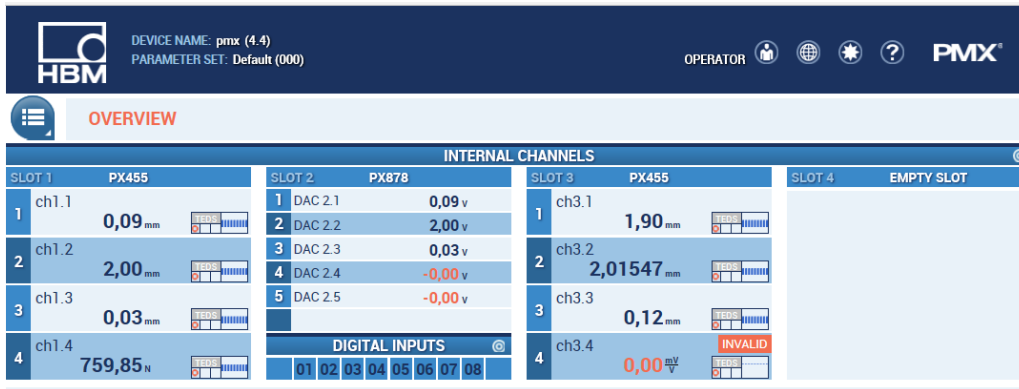 HBM
DEVICE NAME: pmx (4.4)
PARAMETER SET: Default (000)
OPERATOR
?
PMX®
OVERVIEW
INTERNAL CHANNELS
SLOT 1 PX455
1 ch1.1
0,09 mm
TEDS
2 ch1.2
2,00 mm
TEDS
3 ch1.3
0,03 mm
TEDS
4 ch1.4
759,85 N
TEDS
SLOT 2 PX878
1 DAC 2.1 0,09 V
2 DAC 2.2 2,00 V
3 DAC 2.3 0,03 V
4 DAC 2.4 -0,00 V
5 DAC 2.5 -0,00 V
DIGITAL INPUTS
01 02 03 04 05 06 07 08
SLOT 3 PX455
1 ch3.1
1,90 mm
TEDS
2 ch3.2
2,01547 mm
TEDS
3 ch3.3
0,12 mm
TEDS
4 ch3.4 INVALID
0,00 mV/V
TEDS
SLOT 4 EMPTY SLOT